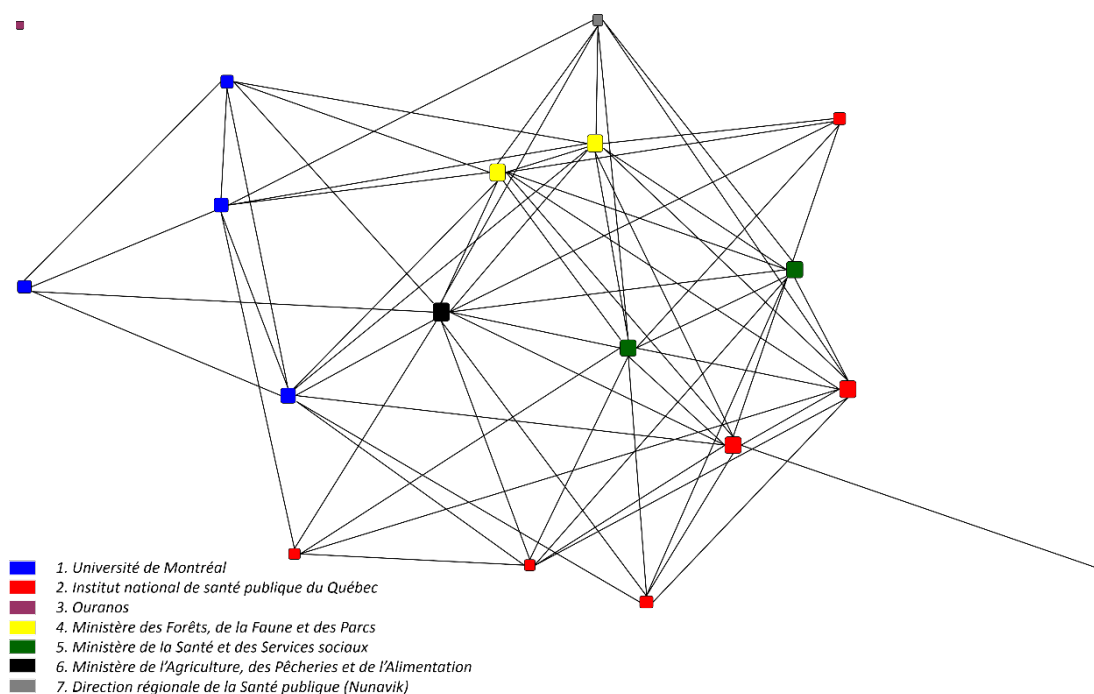 1. Université de Montréal
2. Institut national de santé publique du Québec
3. Ouranos
4. Ministère des Forêts, de la Faune et des Parcs
5. Ministère de la Santé et des Services sociaux
6. Ministère de l'Agriculture, des Pêcheries et de l'Alimentation
7. Direction régionale de la Santé publique (Nunavik)